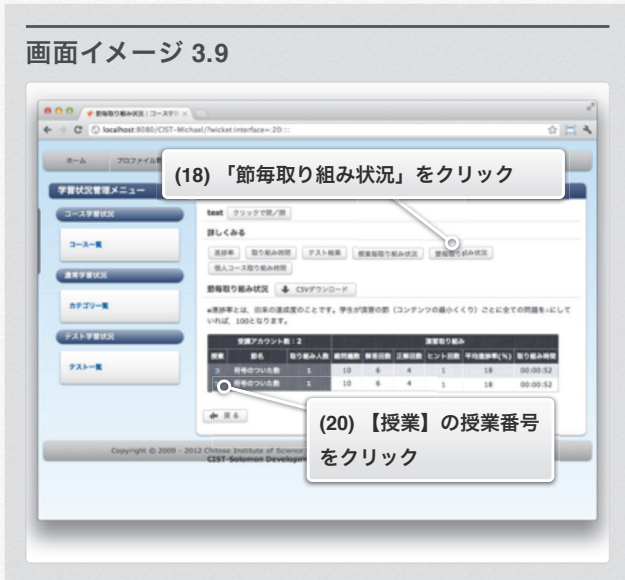 画面イメージ 3.9
節毎取り組み状況 | コーステ
localhost:8080/CIST-Michael/?wicket:interface=:20:::
ホーム
プロファイル
(18) 「節毎取り組み状況」をクリック
学習状況管理メニュー
コース学習状況
コース一覧
通常学習状況
カテゴリー集
テスト学習状況
テスト一覧
test クリックで開/閉
詳しくみる
進捗率 取り組み時間 テスト結果 授業毎取り組み状況 節毎取り組み状況
個人コース取り組み時間
節毎取り組み状況 CSVダウンロード
※進捗率とは、旧来の達成度のことです。学生が演習の節（コンテンツの最小くくり）ごとに全ての問題を○にして
いれば、100となります。
受講アカウント数：2 演習取り組み
授業 節名 取り組み人数 総問題数 解答回数 正解回数 ヒント回数 平均進捗率(%) 取り組み時間
3 符号のついた数 1 10 6 4 1 18 00:00:52
符号のついた数 1 10 6 4 1 18 00:00:52
戻る
(20) 【授業】の授業番号
をクリック
Copyright © 2009 - 2012 Chitose Institute of Science
CIST-Solomon Develop